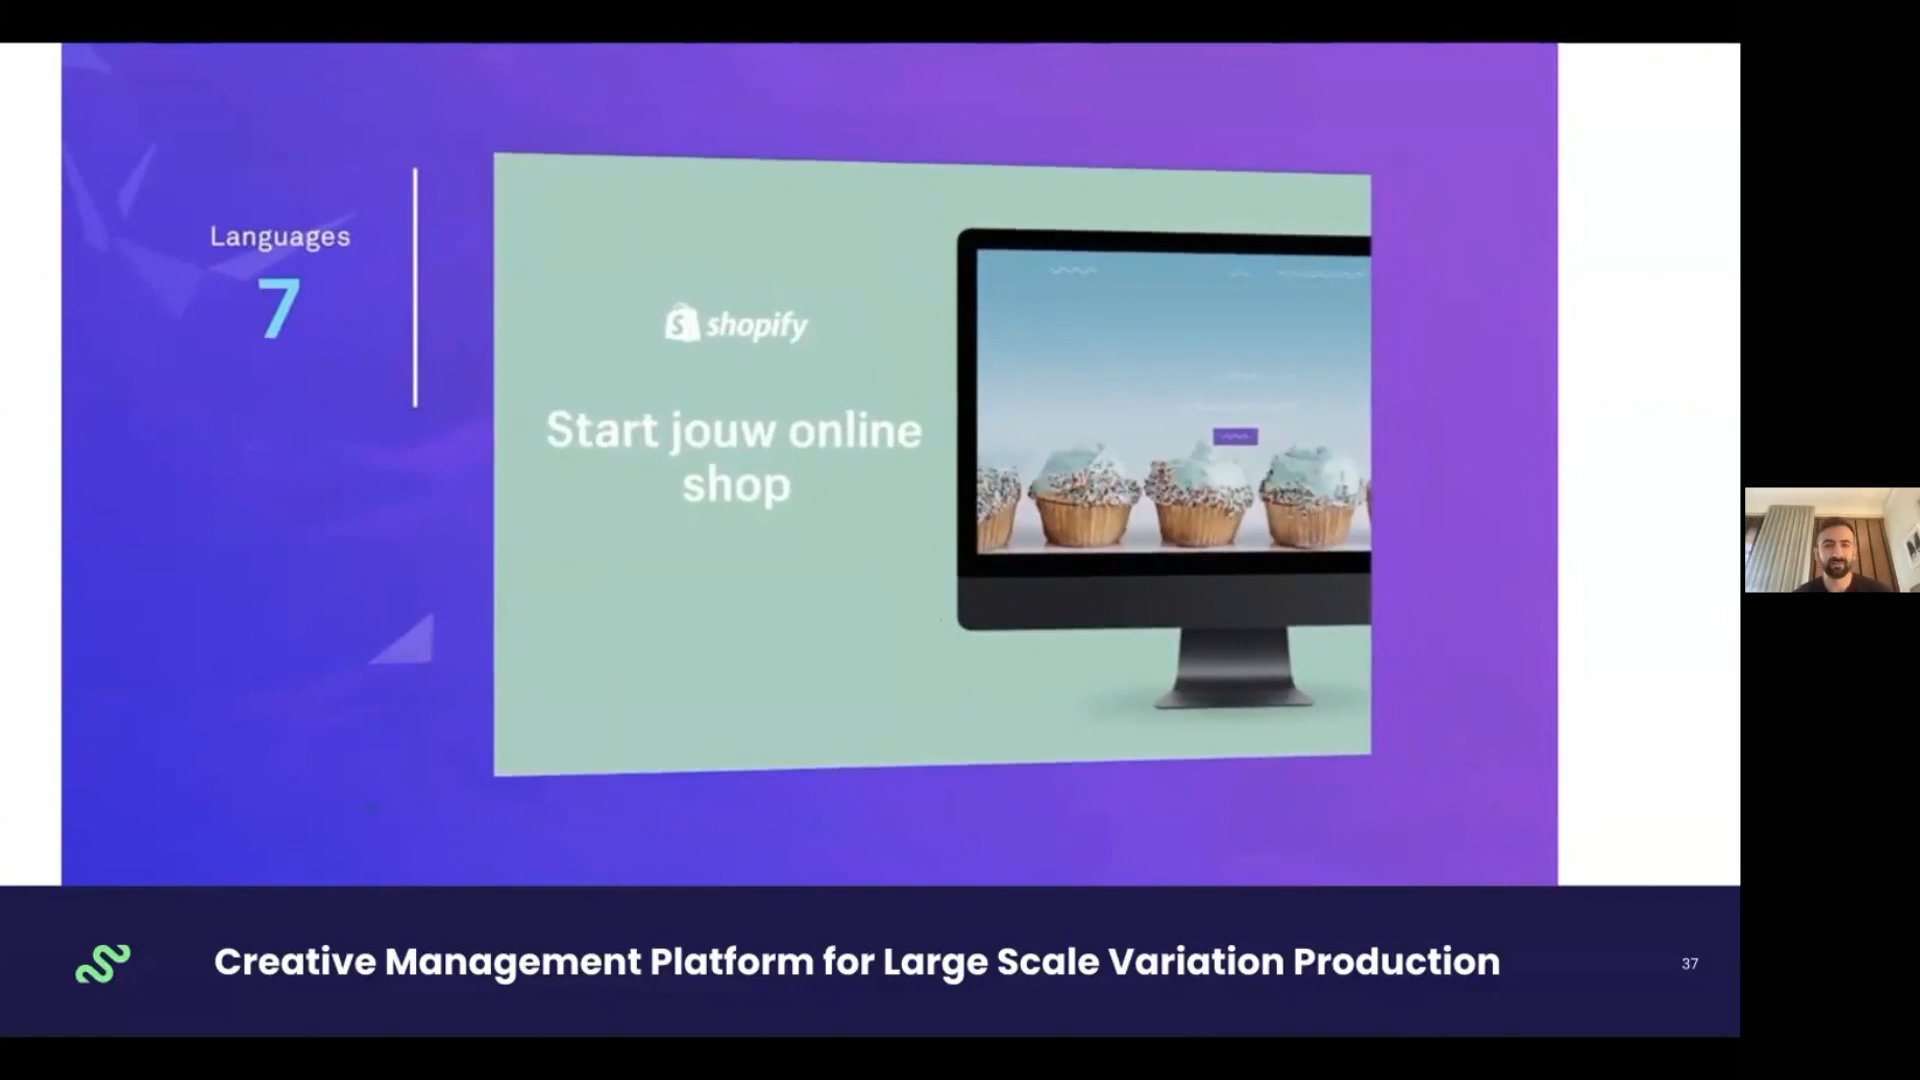 Languages
7
shopify
Start jouw online
shop
Creative Management Platform for Large Scale Variation Production
37